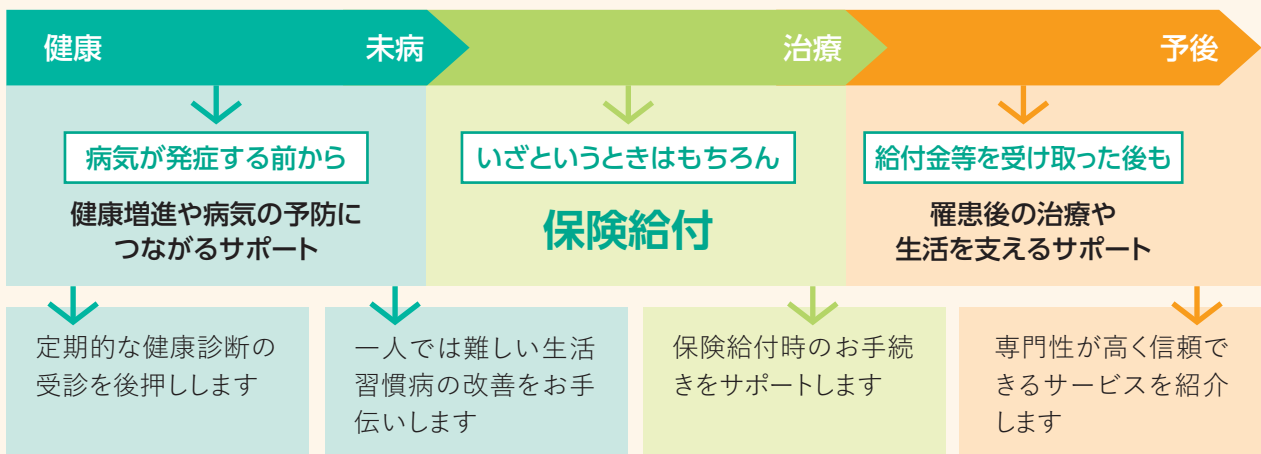 健康
未病
治療
予後
病気が発症する前から
健康増進や病気の予防に
つながるサポート
いざというときはもちろん
保険給付
給付金等を受け取った後も
罹患後の治療や
生活を支えるサポート
定期的な健康診断の
受診を後押しします
一人では難しい生活
習慣病の改善をお手
伝いします
保険給付時のお手続
きをサポートします
専門性が高く信頼で
きるサービスを紹介
します